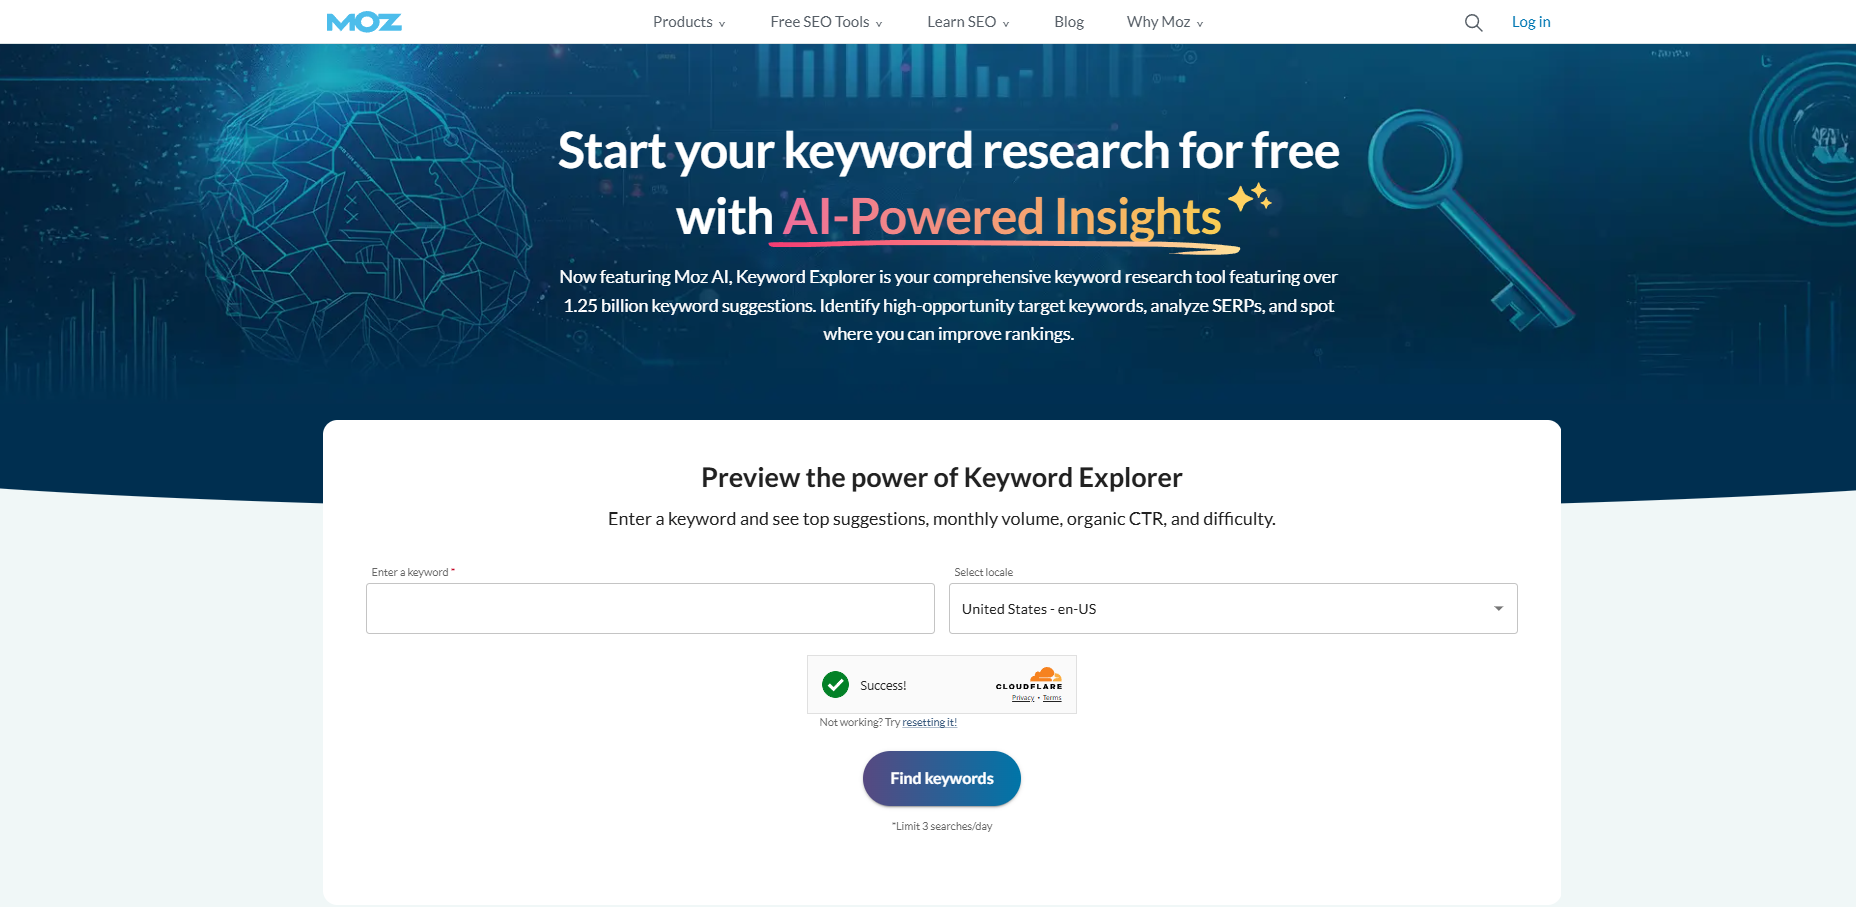 MOZ
Products
Free SEO Tools
Learn SEO
Blog
Why Moz
Log in
Start your keyword research for free
with AI-Powered Insights
Now featuring Moz AI, Keyword Explorer is your comprehensive keyword research tool featuring over
1.25 billion keyword suggestions. Identify high-opportunity target keywords, analyze SERPs, and spot
where you can improve rankings.
Preview the power of Keyword Explorer
Enter a keyword and see top suggestions, monthly volume, organic CTR, and difficulty.
Enter a keyword *
Select locale
United States - en-US
Success!
CLOUDFLARE
Privacy • Terms
Not working? Try resetting it!
Find keywords
*Limit 3 searches/day